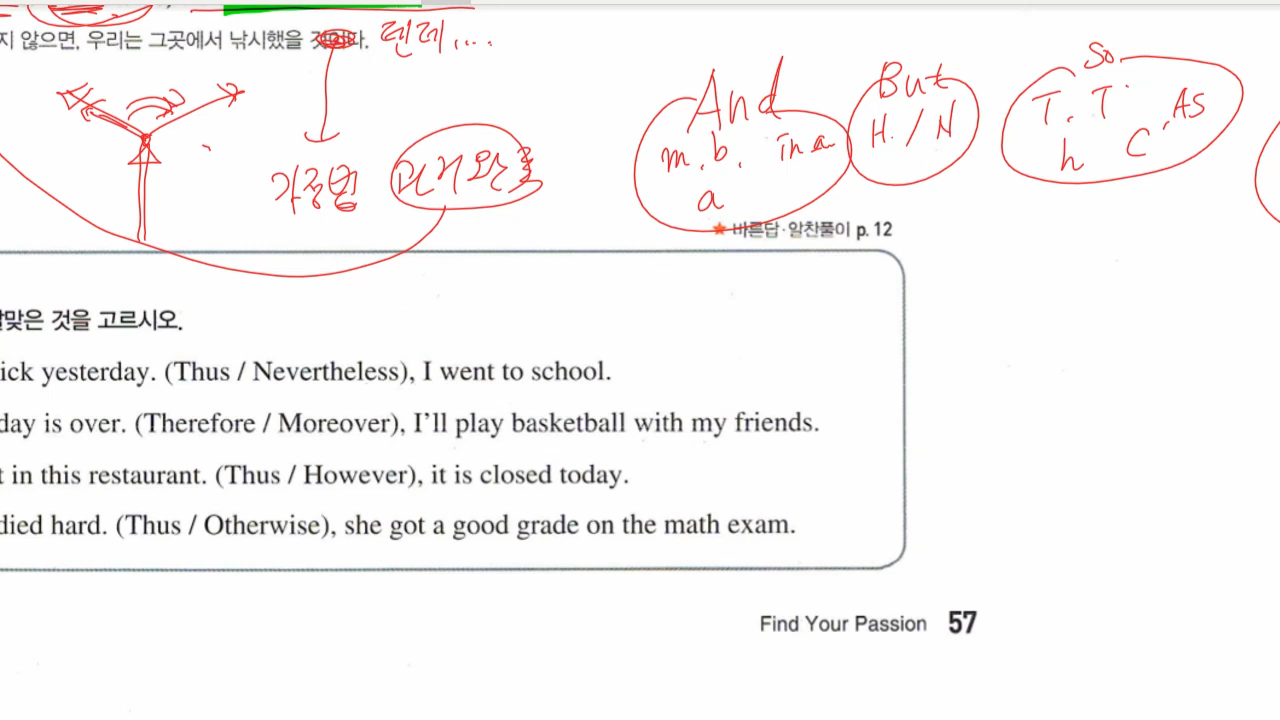 지 않으면, 우리는 그곳에서 낚시했을 텐데....
가정법 과거완료
And
m. b. in a
a
But
H. / N
So
T. T. AS
h C
★ 바른답·알찬풀이 p. 12
알맞은 것을 고르시오.
ick yesterday. (Thus / Nevertheless), I went to school.
day is over. (Therefore / Moreover), I'll play basketball with my friends.
t in this restaurant. (Thus / However), it is closed today.
died hard. (Thus / Otherwise), she got a good grade on the math exam.
Find Your Passion 57